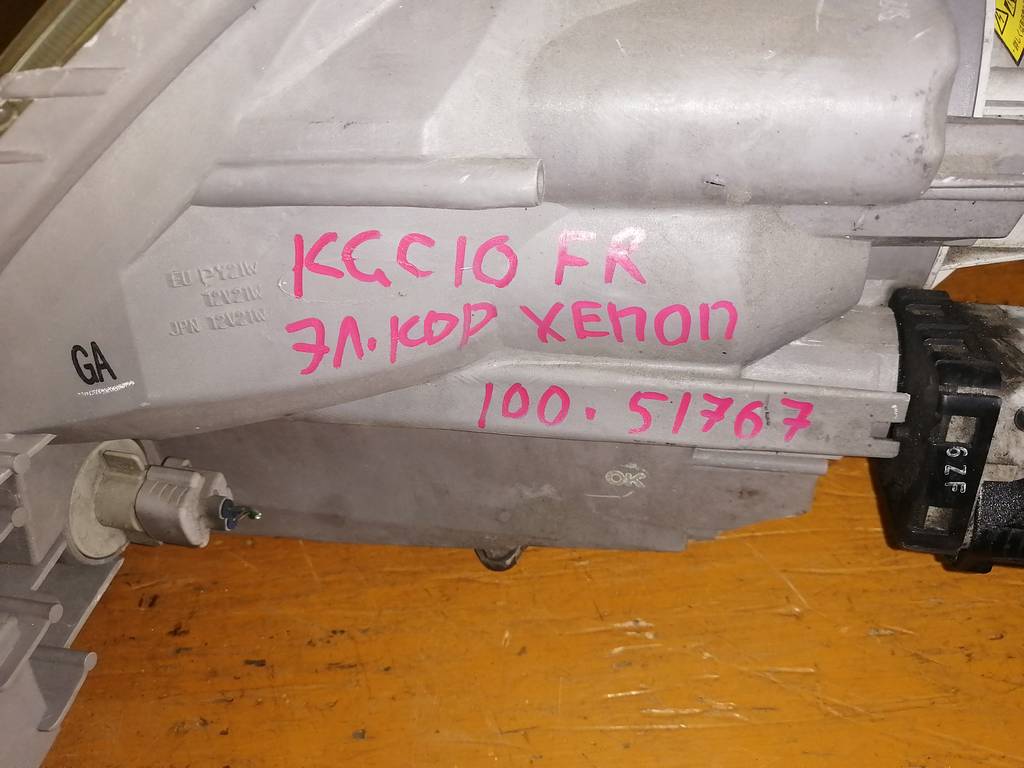 KGC10 FR
ЭЛ.КОР XENON
100.51767
EU PY21W
12V21W
JPN 12V21W
GA
OK
6ZF